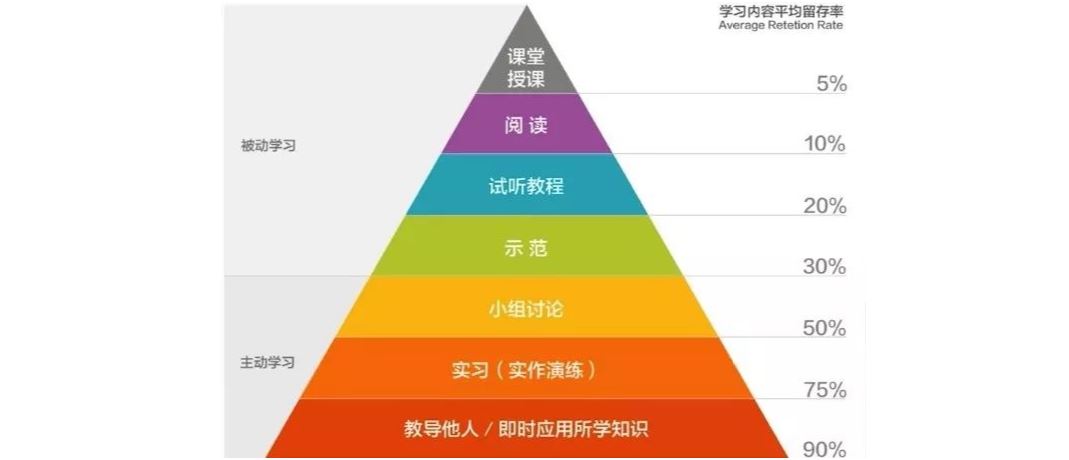 学习内容平均留存率
Average Retetion Rate
课堂
授课
5%
阅 读
10%
被动学习
试听教程
20%
示 范
30%
小组讨论
50%
主动学习
实习（实作演练）
75%
教导他人 / 即时应用所学知识
90%